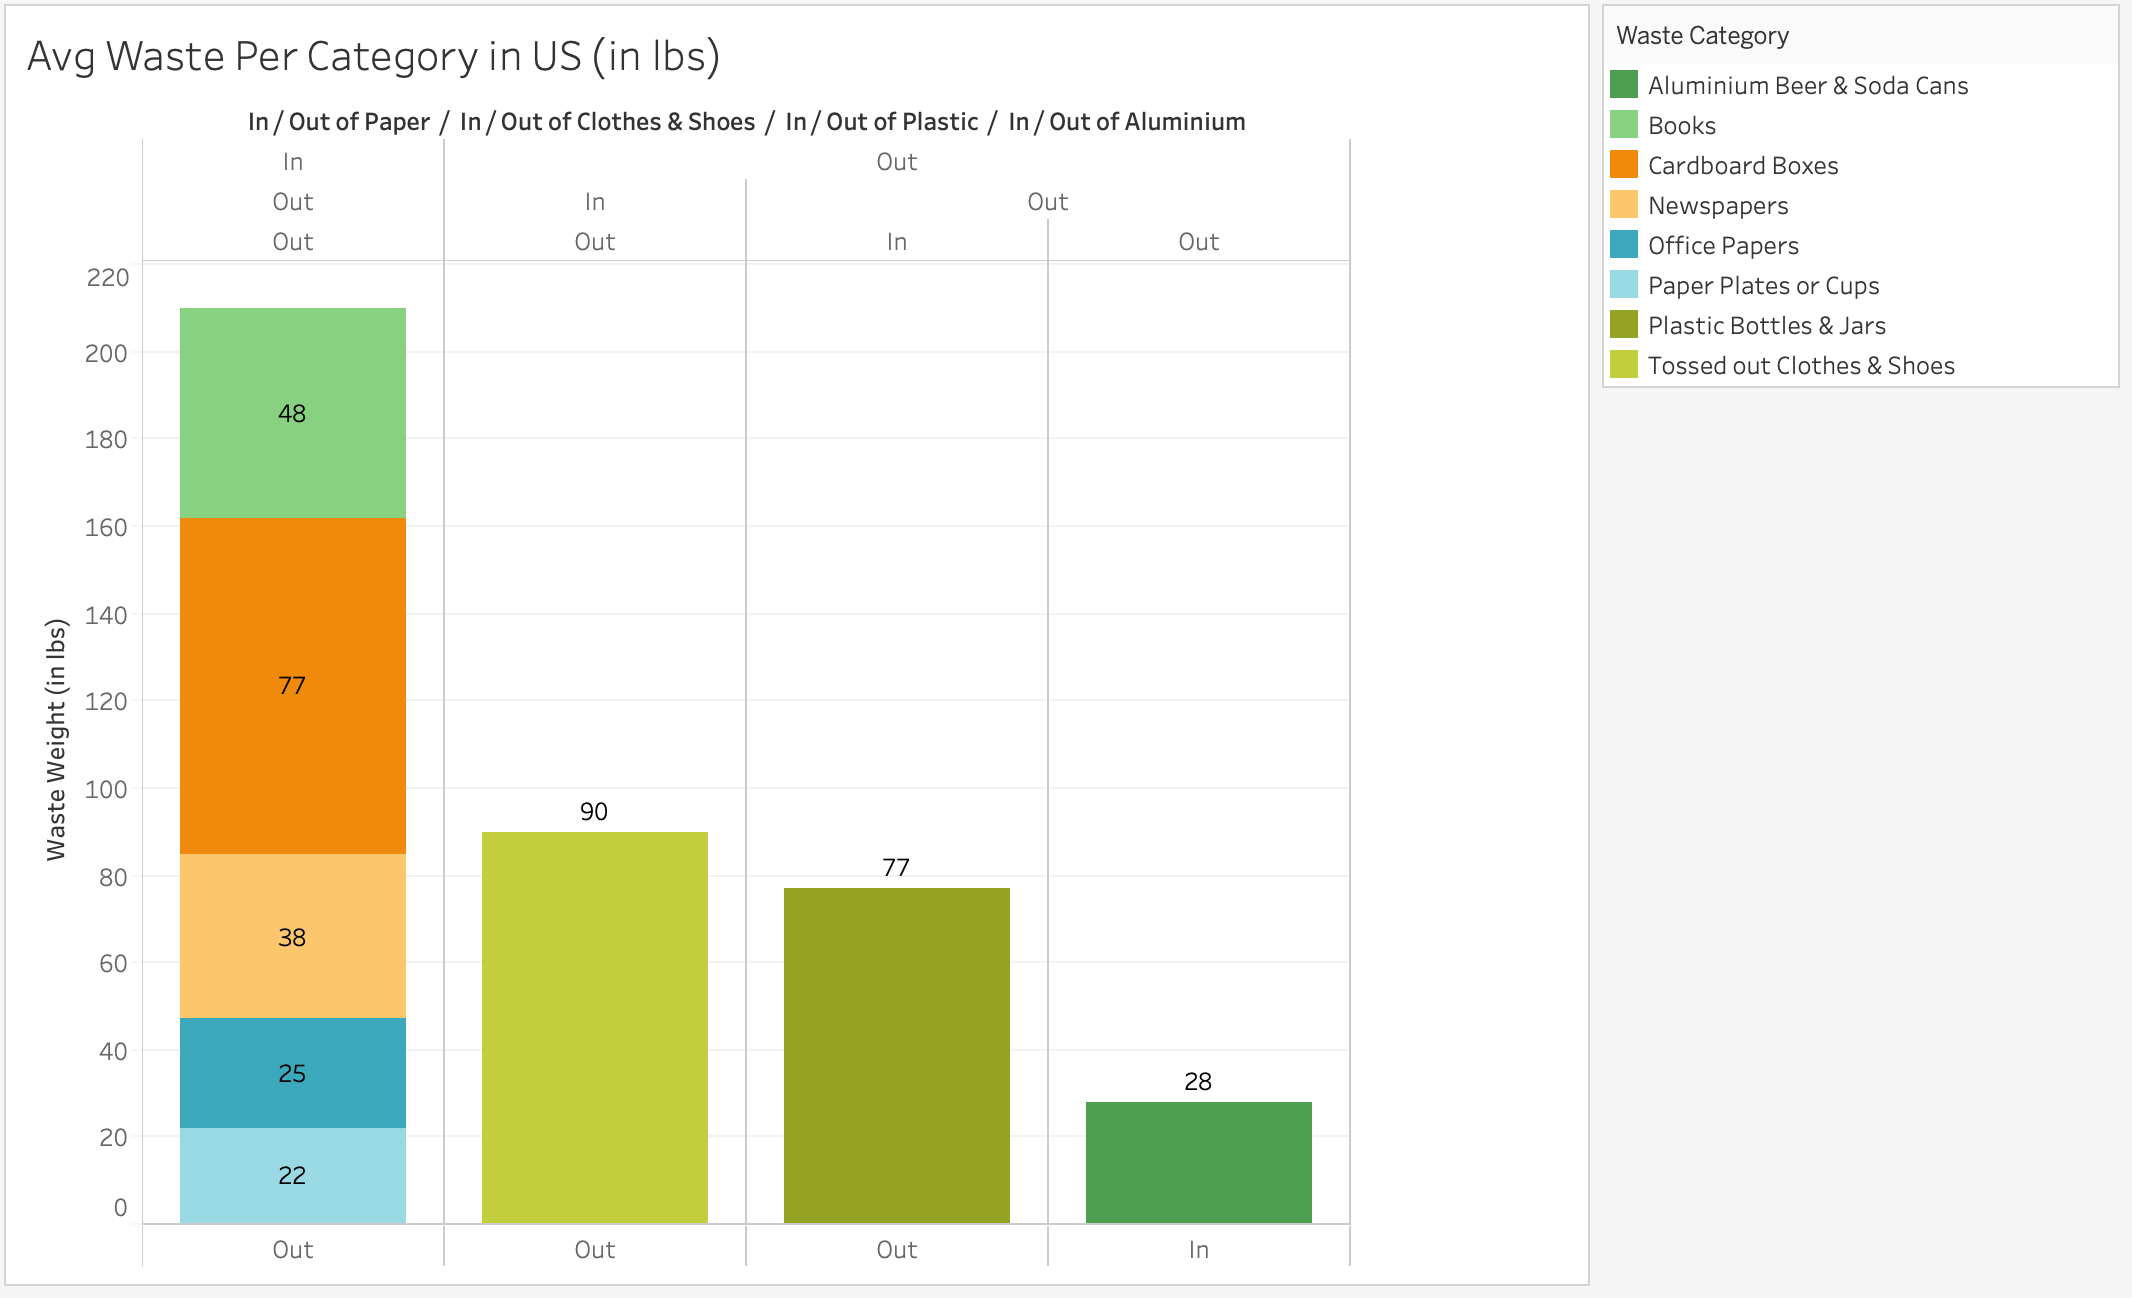 Avg Waste Per Category in US (in lbs)
In / Out of Paper / In / Out of Clothes & Shoes / In / Out of Plastic / In / Out of Aluminium
In Out
Out In Out
Out Out In Out
220
200
180
160
140
120
100
80
60
40
20
0
Waste Weight (in lbs)
48
77
38
25
22
90
77
28
Out Out Out In
Waste Category
Aluminium Beer & Soda Cans
Books
Cardboard Boxes
Newspapers
Office Papers
Paper Plates or Cups
Plastic Bottles & Jars
Tossed out Clothes & Shoes